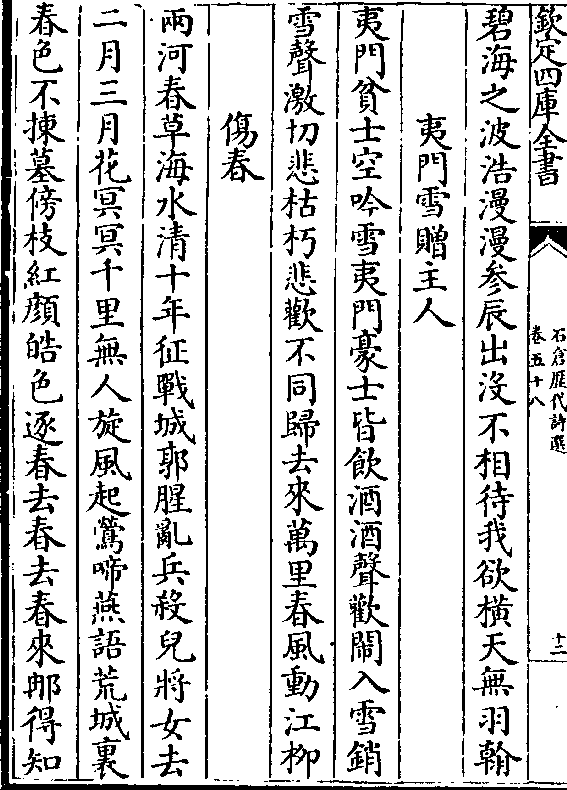 欽定四庫全書
石倉歷代詩選
卷五十八
十二
碧海之波浩漫漫參辰出沒不相待我欲橫天無羽翰
夷門雪贈主人
夷門貧士空吟雪夷門豪士皆飲酒酒聲歡閙入雪銷
雪聲激切悲枯朽悲歡不同歸去來萬里春風動江柳
傷春
兩河春草海水清十年征戰城郭腥亂兵殺兒將女去
二月三月花冥冥千里無人旋風起鶯啼燕語荒城裏
春色不揀墓傍枝紅顏皓色逐春去春去春來那得知